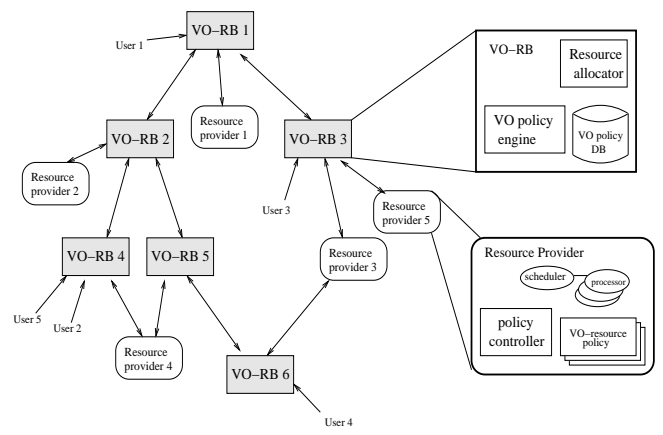 VO–RB 1
User 1
VO–RB
Resource
allocator
VO policy
engine
VO policy
DB
Resource
provider 1
VO–RB 2
VO–RB 3
Resource
provider 2
User 3
Resource
provider 5
VO–RB 4
VO–RB 5
Resource
provider 3
Resource Provider
scheduler
processor
policy
controller
VO–resource
policy
User 5
User 2
Resource
provider 4
VO–RB 6
User 4